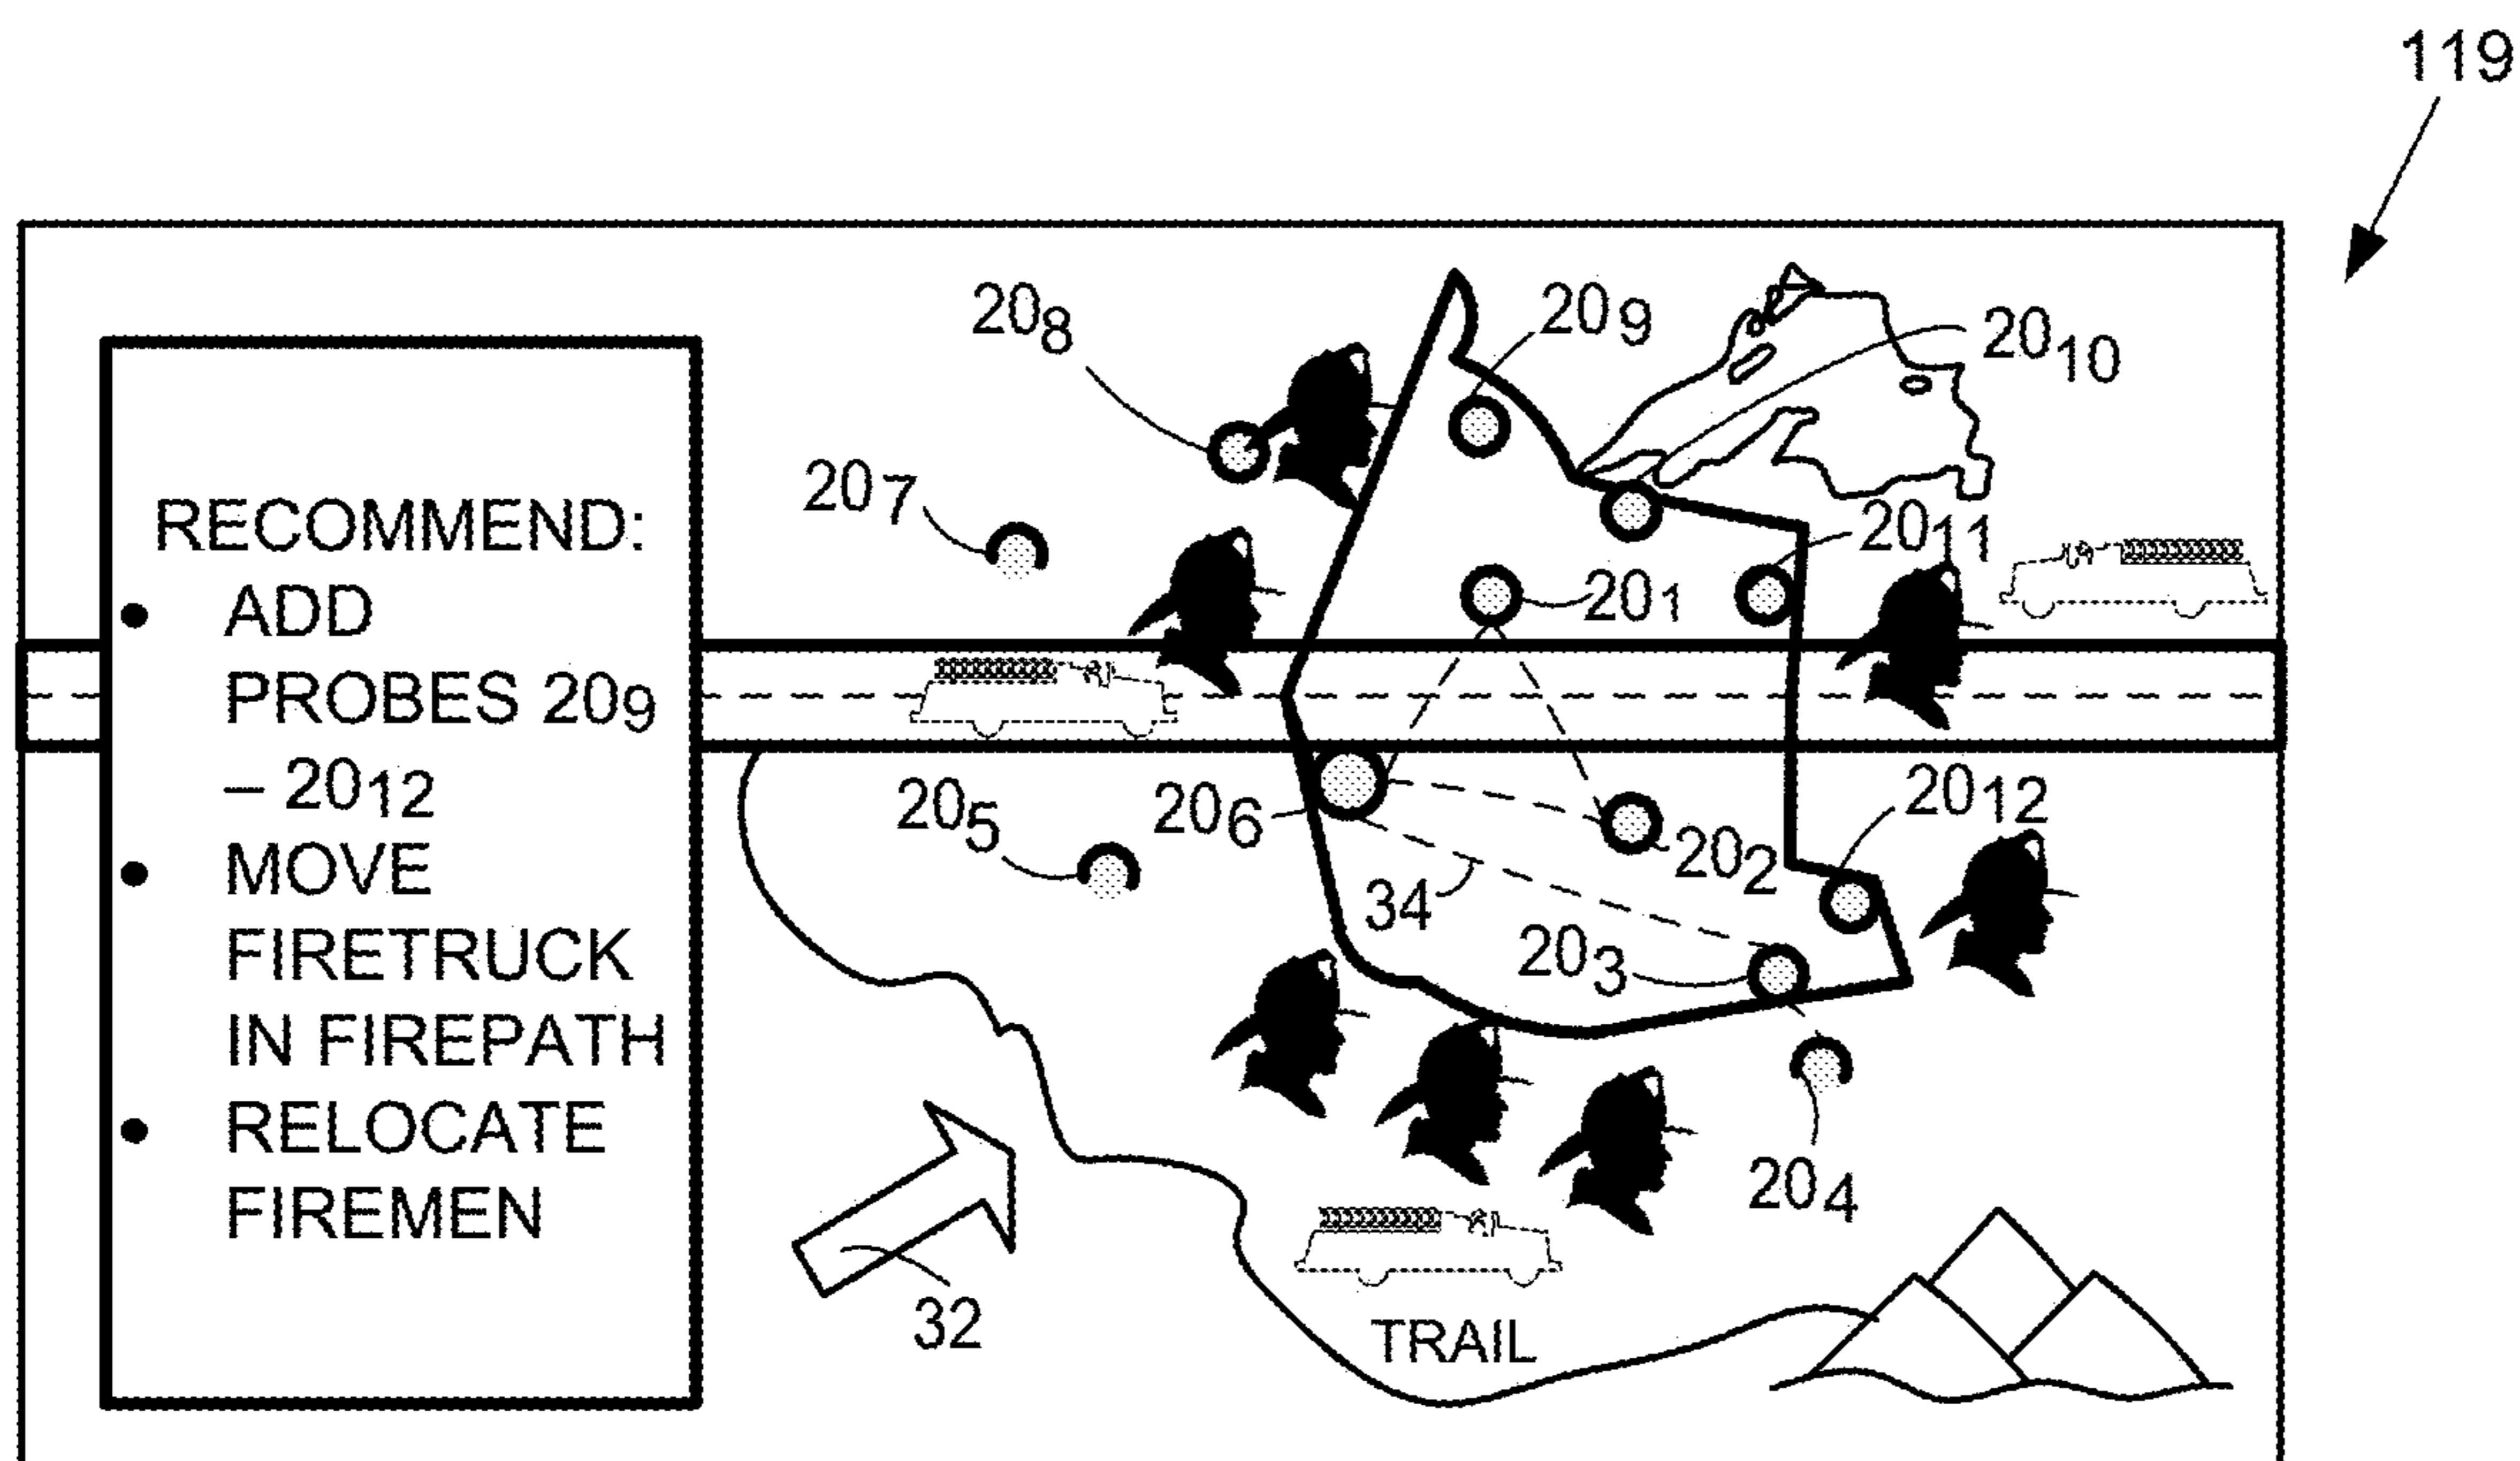 119
20₈
20₉
20₁₀
20₇
20₁₁
20₁
RECOMMEND:
• ADD
PROBES 20₉
– 20₁₂
• MOVE
FIRETRUCK
IN FIREPATH
• RELOCATE
FIREMEN
20₅
20₆
20₁₂
20₂
34
20₃
20₄
32
TRAIL